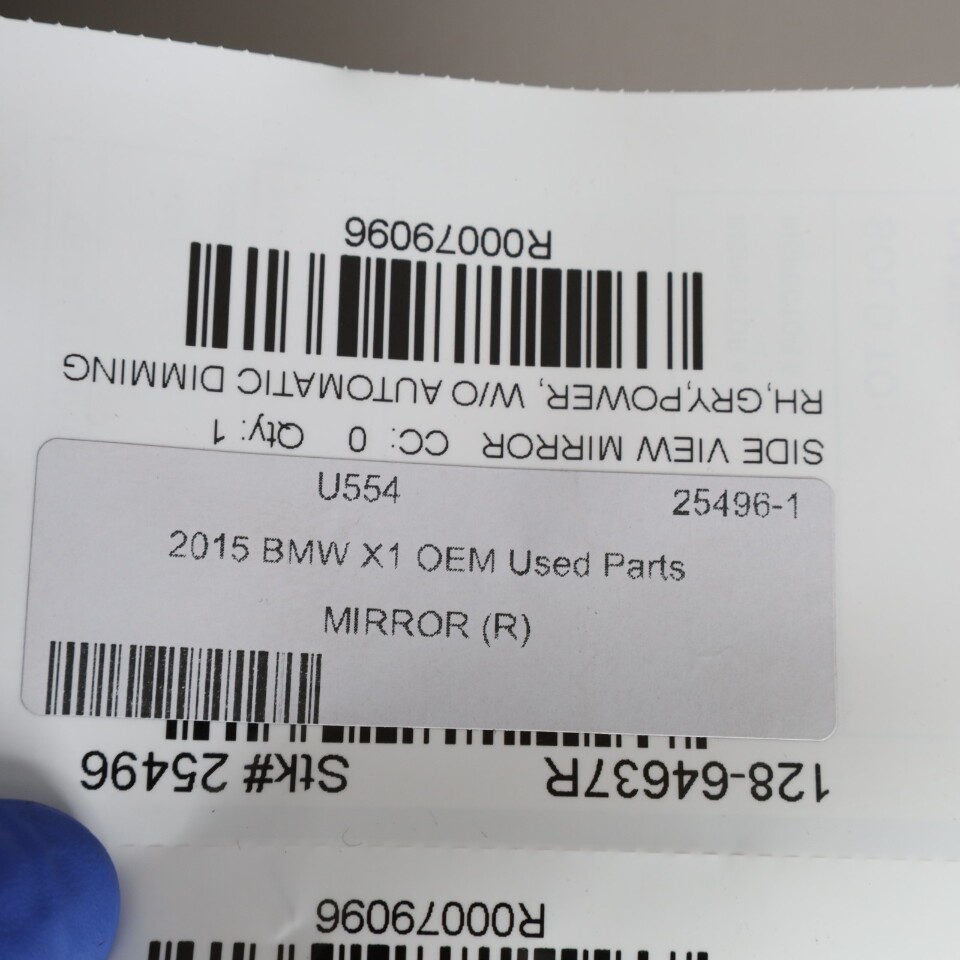 R00079096
RH,GRY,POWER, W/O AUTOMATIC DIMMING
SIDE VIEW MIRROR CC: 0 Qty: 1
U554 25496-1
2015 BMW X1 OEM Used Parts
MIRROR (R)
128-64637R Stk# 25496
R00079096